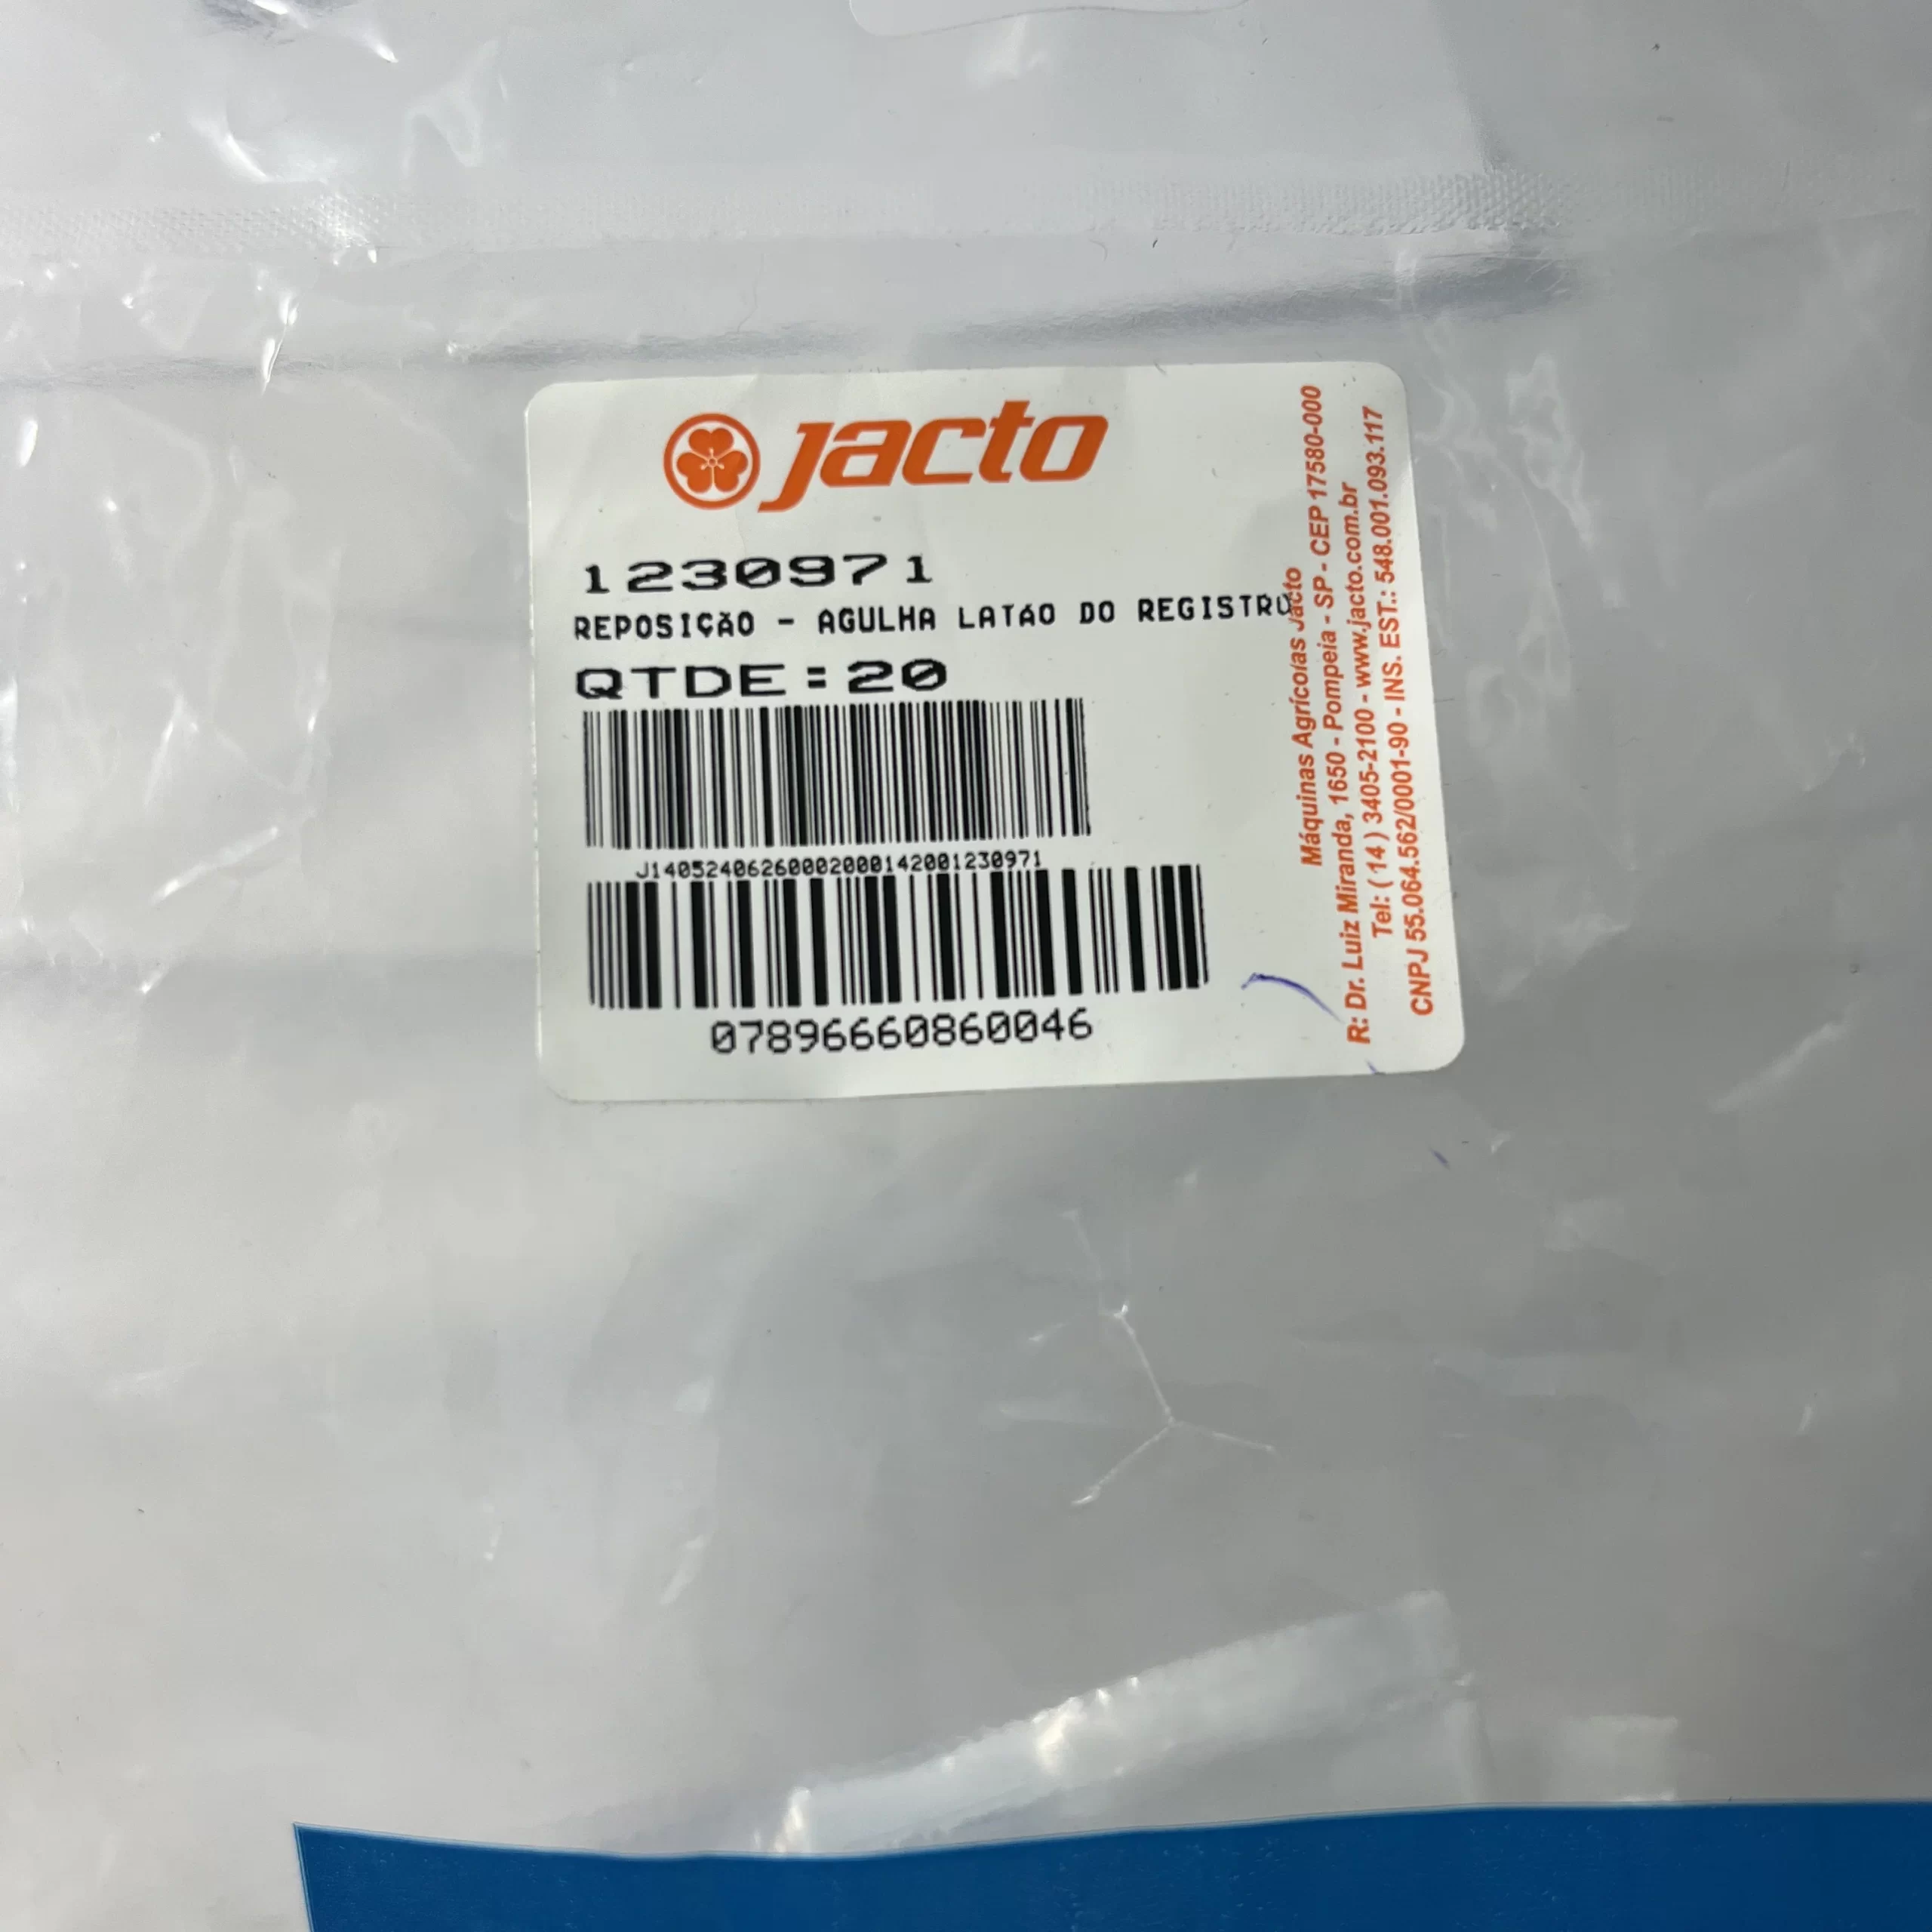 jacto
1230971
REPOSIÇÃO - AGULHA LATÃO DO REGISTRO
QTDE:20
J14052406260002000142001230971
07896660860046
Máquinas Agrícolas Jacto
R: Dr. Luiz Miranda, 1650 - Pompeia - SP - CEP 17580-000
Tel: ( 14 ) 3405-2100 - www.jacto.com.br
CNPJ 55.064.562/0001-90 - INS. EST.: 548.001.093.117